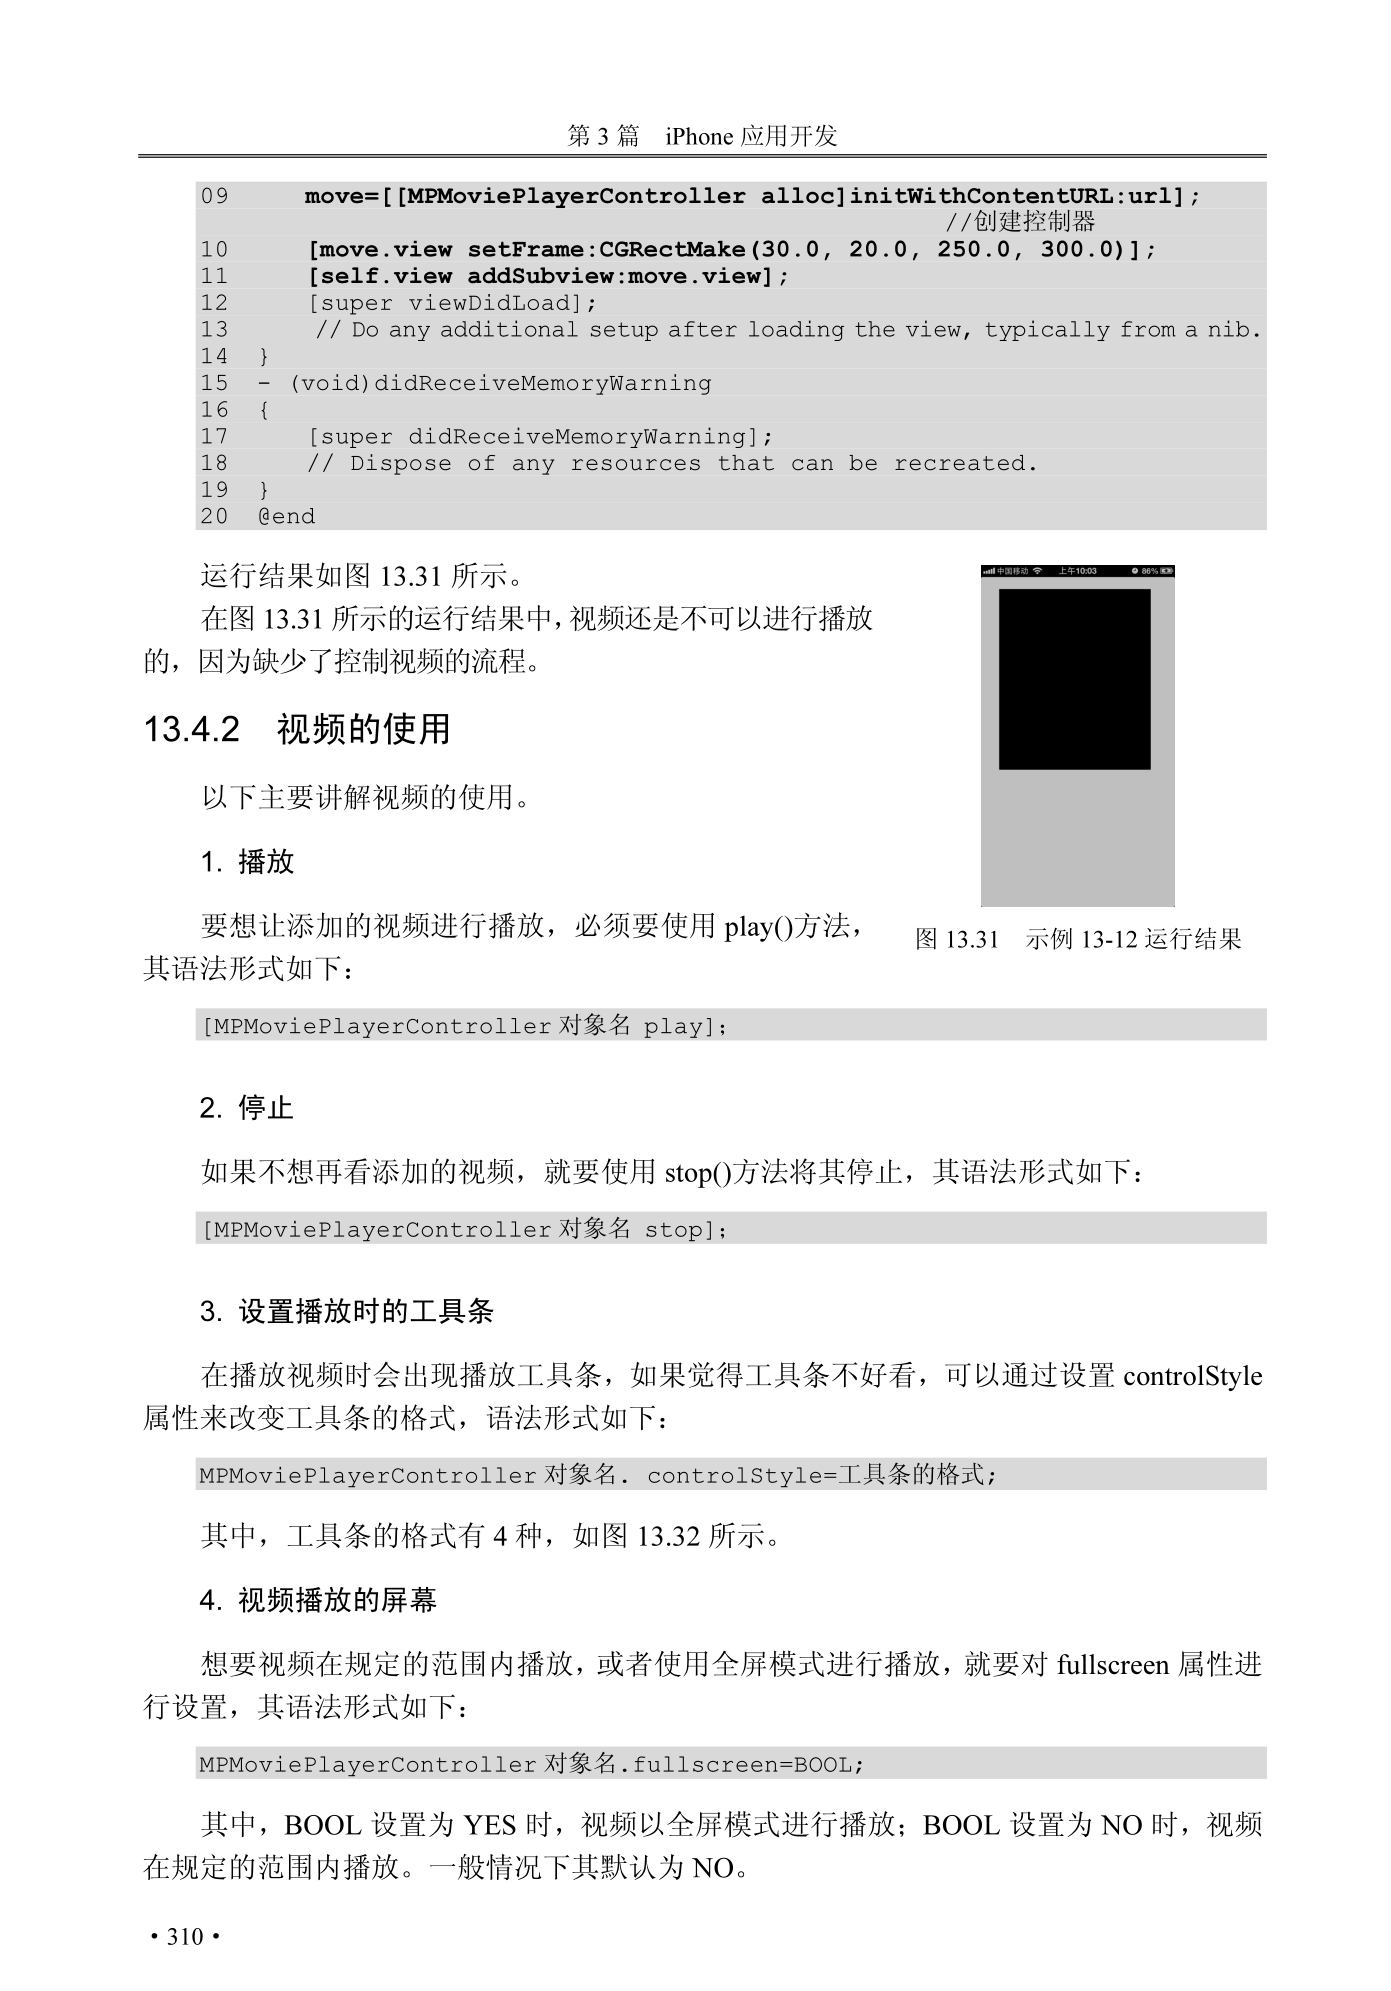 第 3 篇　iPhone 应用开发
09     move=[[MPMoviePlayerController alloc]initWithContentURL:url];
//创建控制器
10     [move.view setFrame:CGRectMake(30.0, 20.0, 250.0, 300.0)];
11     [self.view addSubview:move.view];
12     [super viewDidLoad];
13     // Do any additional setup after loading the view, typically from a nib.
14  }
15  - (void)didReceiveMemoryWarning
16  {
17     [super didReceiveMemoryWarning];
18     // Dispose of any resources that can be recreated.
19  }
20  @end
运行结果如图 13.31 所示。
在图 13.31 所示的运行结果中，视频还是不可以进行播放
的，因为缺少了控制视频的流程。
中国移动 上午10:03 86%
图 13.31　示例 13-12 运行结果
13.4.2　视频的使用
以下主要讲解视频的使用。
1. 播放
要想让添加的视频进行播放，必须要使用 play()方法，
其语法形式如下：
[MPMoviePlayerController 对象名 play];
2. 停止
如果不想再看添加的视频，就要使用 stop()方法将其停止，其语法形式如下：
[MPMoviePlayerController 对象名 stop];
3. 设置播放时的工具条
在播放视频时会出现播放工具条，如果觉得工具条不好看，可以通过设置 controlStyle
属性来改变工具条的格式，语法形式如下：
MPMoviePlayerController 对象名. controlStyle=工具条的格式;
其中，工具条的格式有 4 种，如图 13.32 所示。
4. 视频播放的屏幕
想要视频在规定的范围内播放，或者使用全屏模式进行播放，就要对 fullscreen 属性进
行设置，其语法形式如下：
MPMoviePlayerController 对象名.fullscreen=BOOL;
其中，BOOL 设置为 YES 时，视频以全屏模式进行播放；BOOL 设置为 NO 时，视频
在规定的范围内播放。一般情况下其默认为 NO。
• 310 •